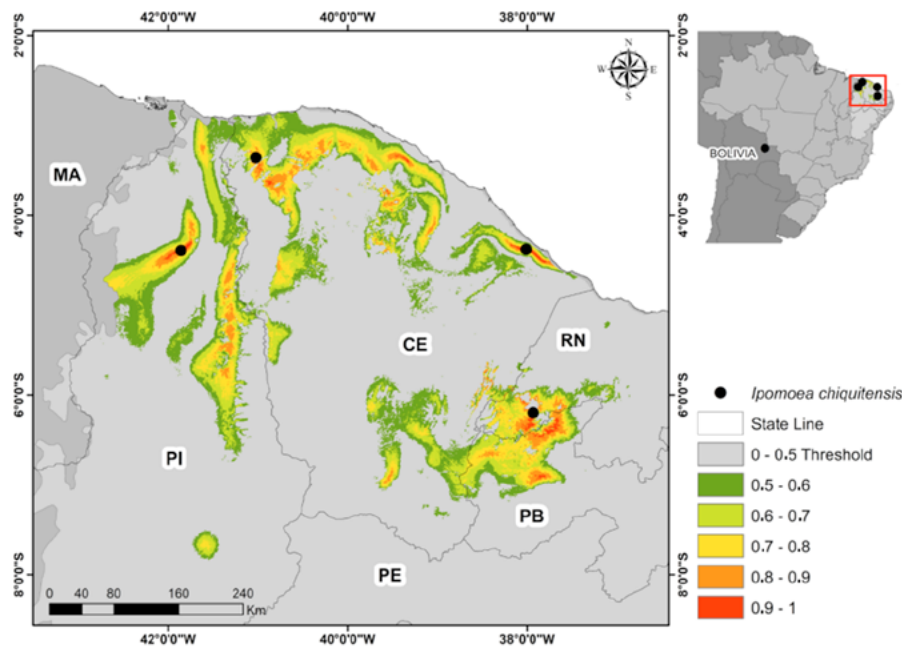 42°0'0"W 40°0'0"W 38°0'0"W
2°0'0"S
4°0'0"S
6°0'0"S
8°0'0"S
N
W E
S
MA
CE
RN
PI
PB
PE
0 40 80 160 240
Km
42°0'0"W 40°0'0"W 38°0'0"W
2°0'0"S
4°0'0"S
6°0'0"S
8°0'0"S
BOLIVIA
Ipomoea chiquitensis
State Line
0 - 0.5 Threshold
0.5 - 0.6
0.6 - 0.7
0.7 - 0.8
0.8 - 0.9
0.9 - 1